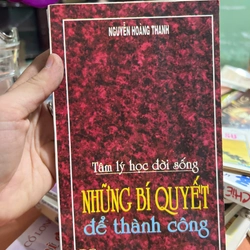 NGUYỄN HOÀNG THANH
Tâm lý học đời sống
NHỮNG BÍ QUYẾT
để thành công